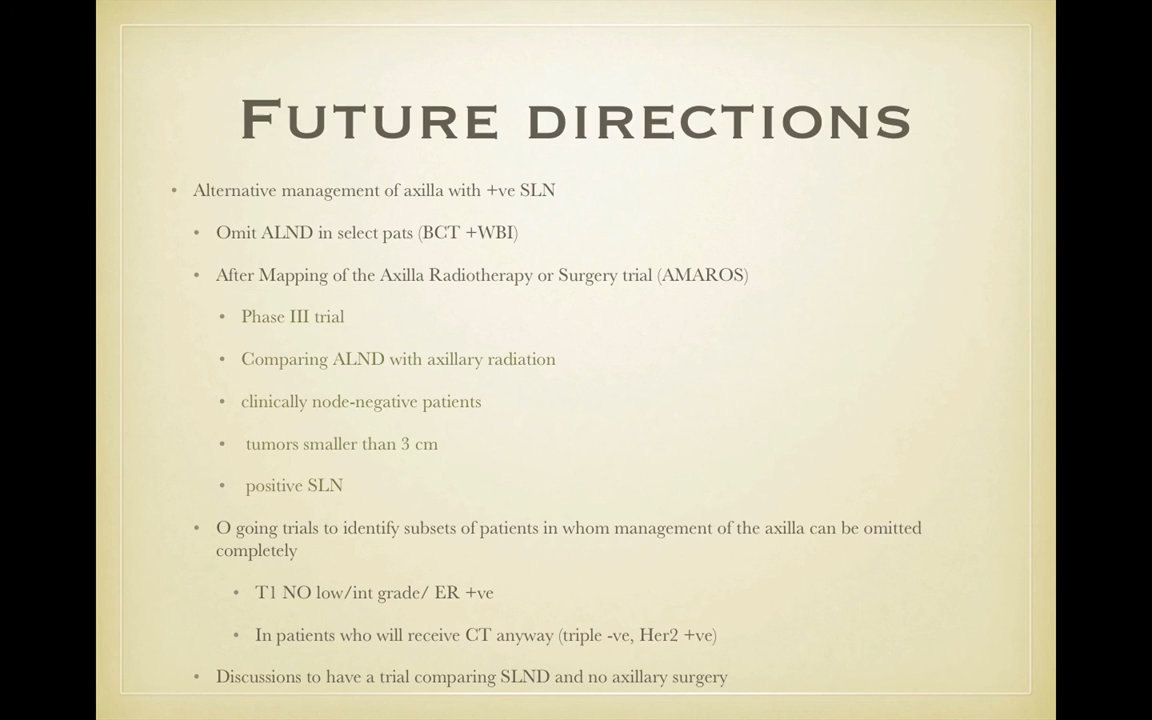 Future directions
• Alternative management of axilla with +ve SLN
• Omit ALND in select pats (BCT +WBI)
• After Mapping of the Axilla Radiotherapy or Surgery trial (AMAROS)
• Phase III trial
• Comparing ALND with axillary radiation
• clinically node-negative patients
• tumors smaller than 3 cm
• positive SLN
• O going trials to identify subsets of patients in whom management of the axilla can be omitted
completely
• T1 NO low/int grade/ ER +ve
• In patients who will receive CT anyway (triple -ve, Her2 +ve)
• Discussions to have a trial comparing SLND and no axillary surgery